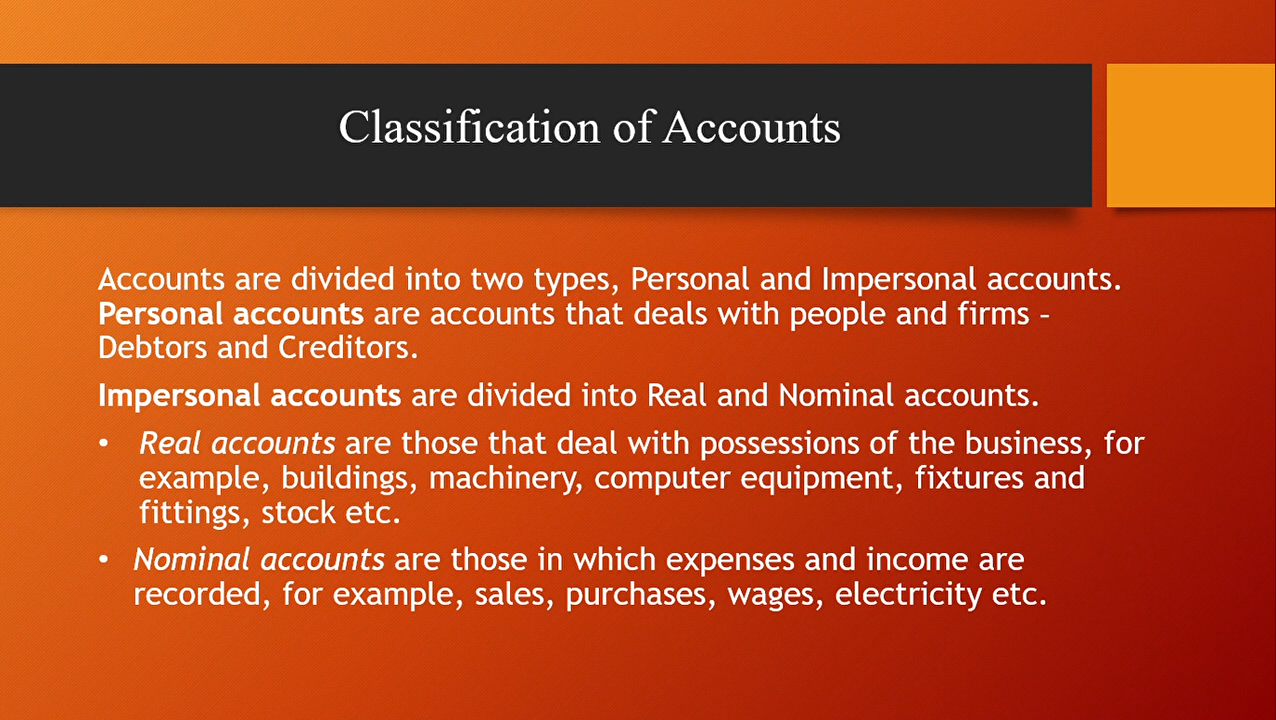 Classification of Accounts
Accounts are divided into two types, Personal and Impersonal accounts.
Personal accounts are accounts that deals with people and firms –
Debtors and Creditors.
Impersonal accounts are divided into Real and Nominal accounts.
• Real accounts are those that deal with possessions of the business, for
example, buildings, machinery, computer equipment, fixtures and
fittings, stock etc.
• Nominal accounts are those in which expenses and income are
recorded, for example, sales, purchases, wages, electricity etc.